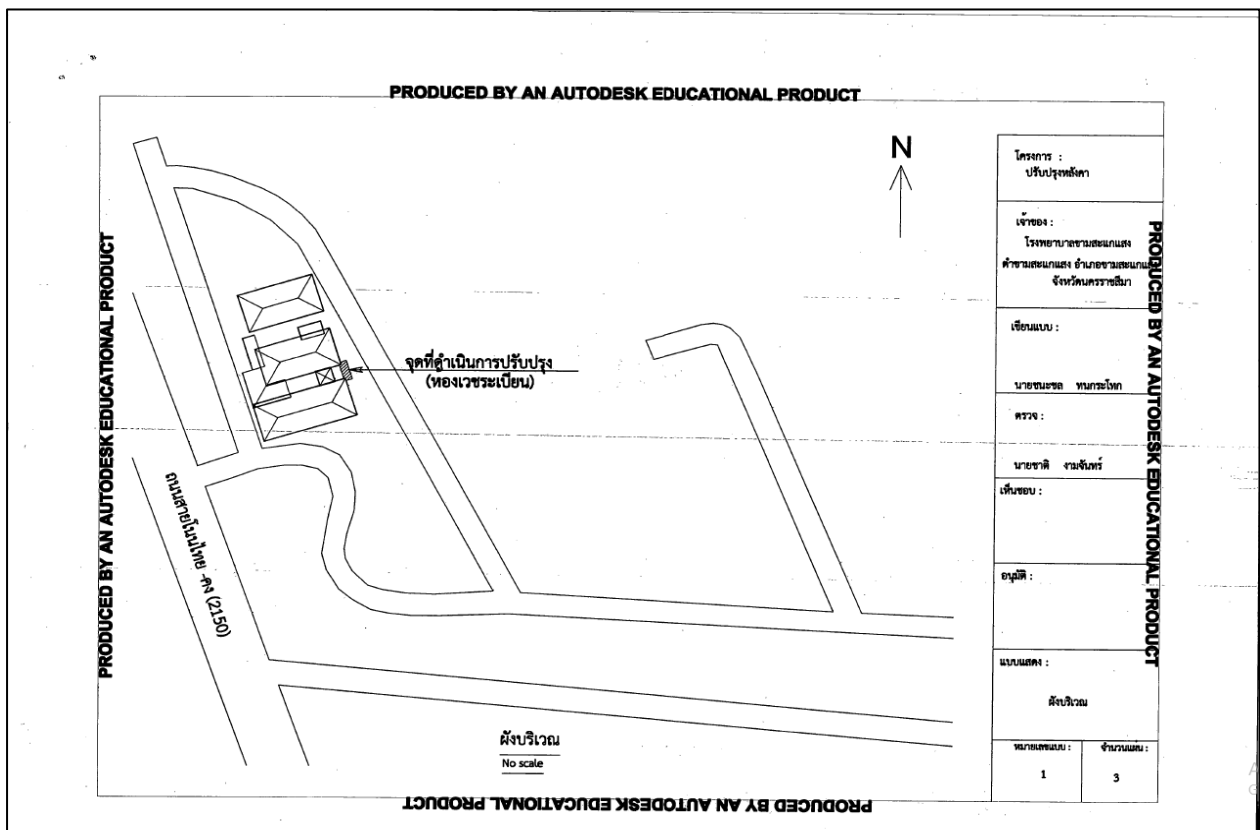 PRODUCED BY AN AUTODESK EDUCATIONAL PRODUCT
PRODUCED BY AN AUTODESK EDUCATIONAL PRODUCT
N
จุดที่ดำเนินการปรับปรุง
(ห้องเวชระเบียน)
ถนนสายโนนไทย -คง (2150)
ผังบริเวณ
No scale
โครงการ :
ปรับปรุงหลังคา
เจ้าของ :
โรงพยาบาลขามสะแกแสง
ตำขามสะแกแสง อำเภอขามสะแกแสง
จังหวัดนครราชสีมา
เขียนแบบ :
นายชนะชล ทนกระโทก
ตรวจ :
นายชาติ งามจันทร์
เห็นชอบ :
อนุมัติ :
แบบแสดง :
ผังบริเวณ
หมายเลขแบบ :
1
จำนวนแผ่น :
3
PRODUCED BY AN AUTODESK EDUCATIONAL PRODUCT
PRODUCED BY AN AUTODESK EDUCATIONAL PRODUCT